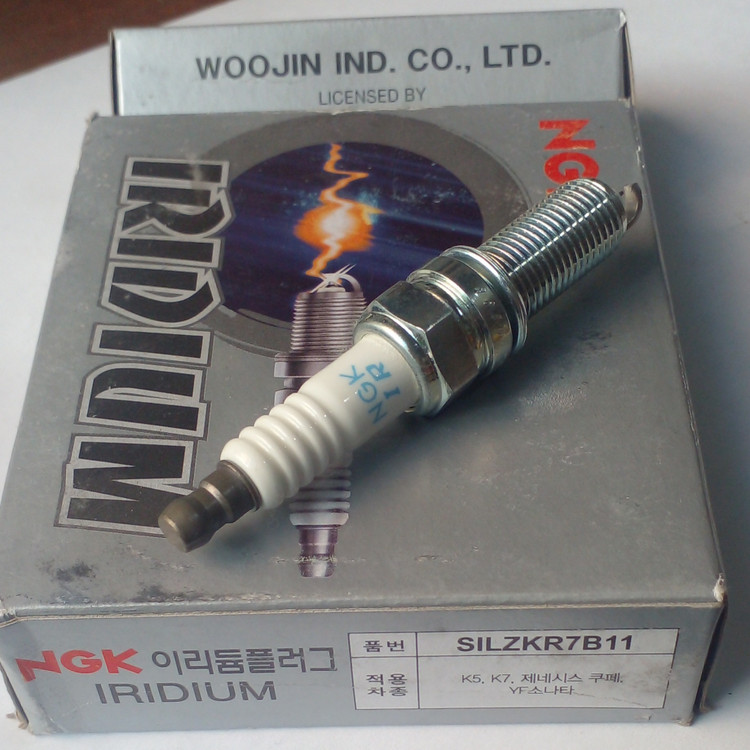 WOOJIN IND. CO., LTD.
LICENSED BY
NGK
IRIDIUM
NGK
IR
NGK 이리듐플러그
IRIDIUM
품번 SILZKR7B11
적용차종 K5, K7, 제네시스 쿠페,
YF쏘나타